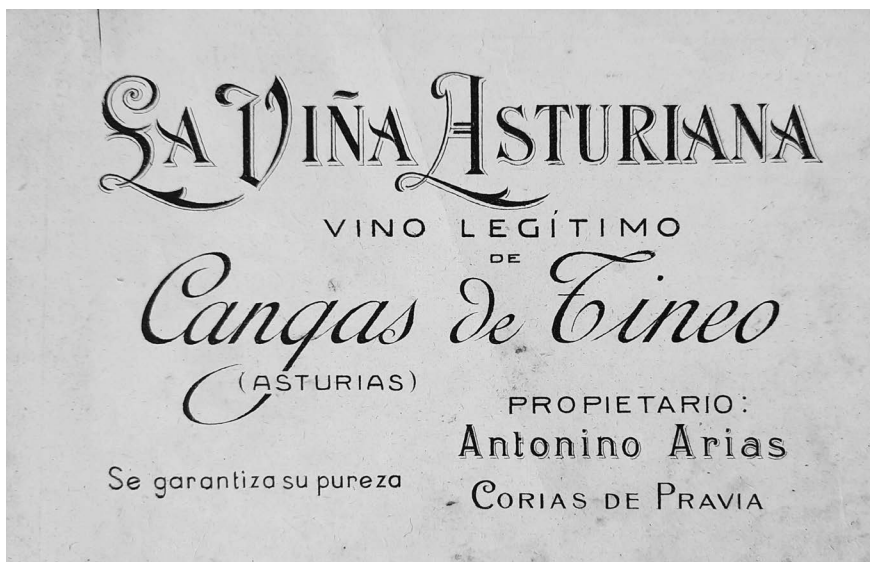 LA VIÑA ASTURIANA
VINO LEGÍTIMO
DE
Cangas de Tineo
(ASTURIAS)
PROPIETARIO:
Antonino Arias
CORIAS DE PRAVIA
Se garantiza su pureza